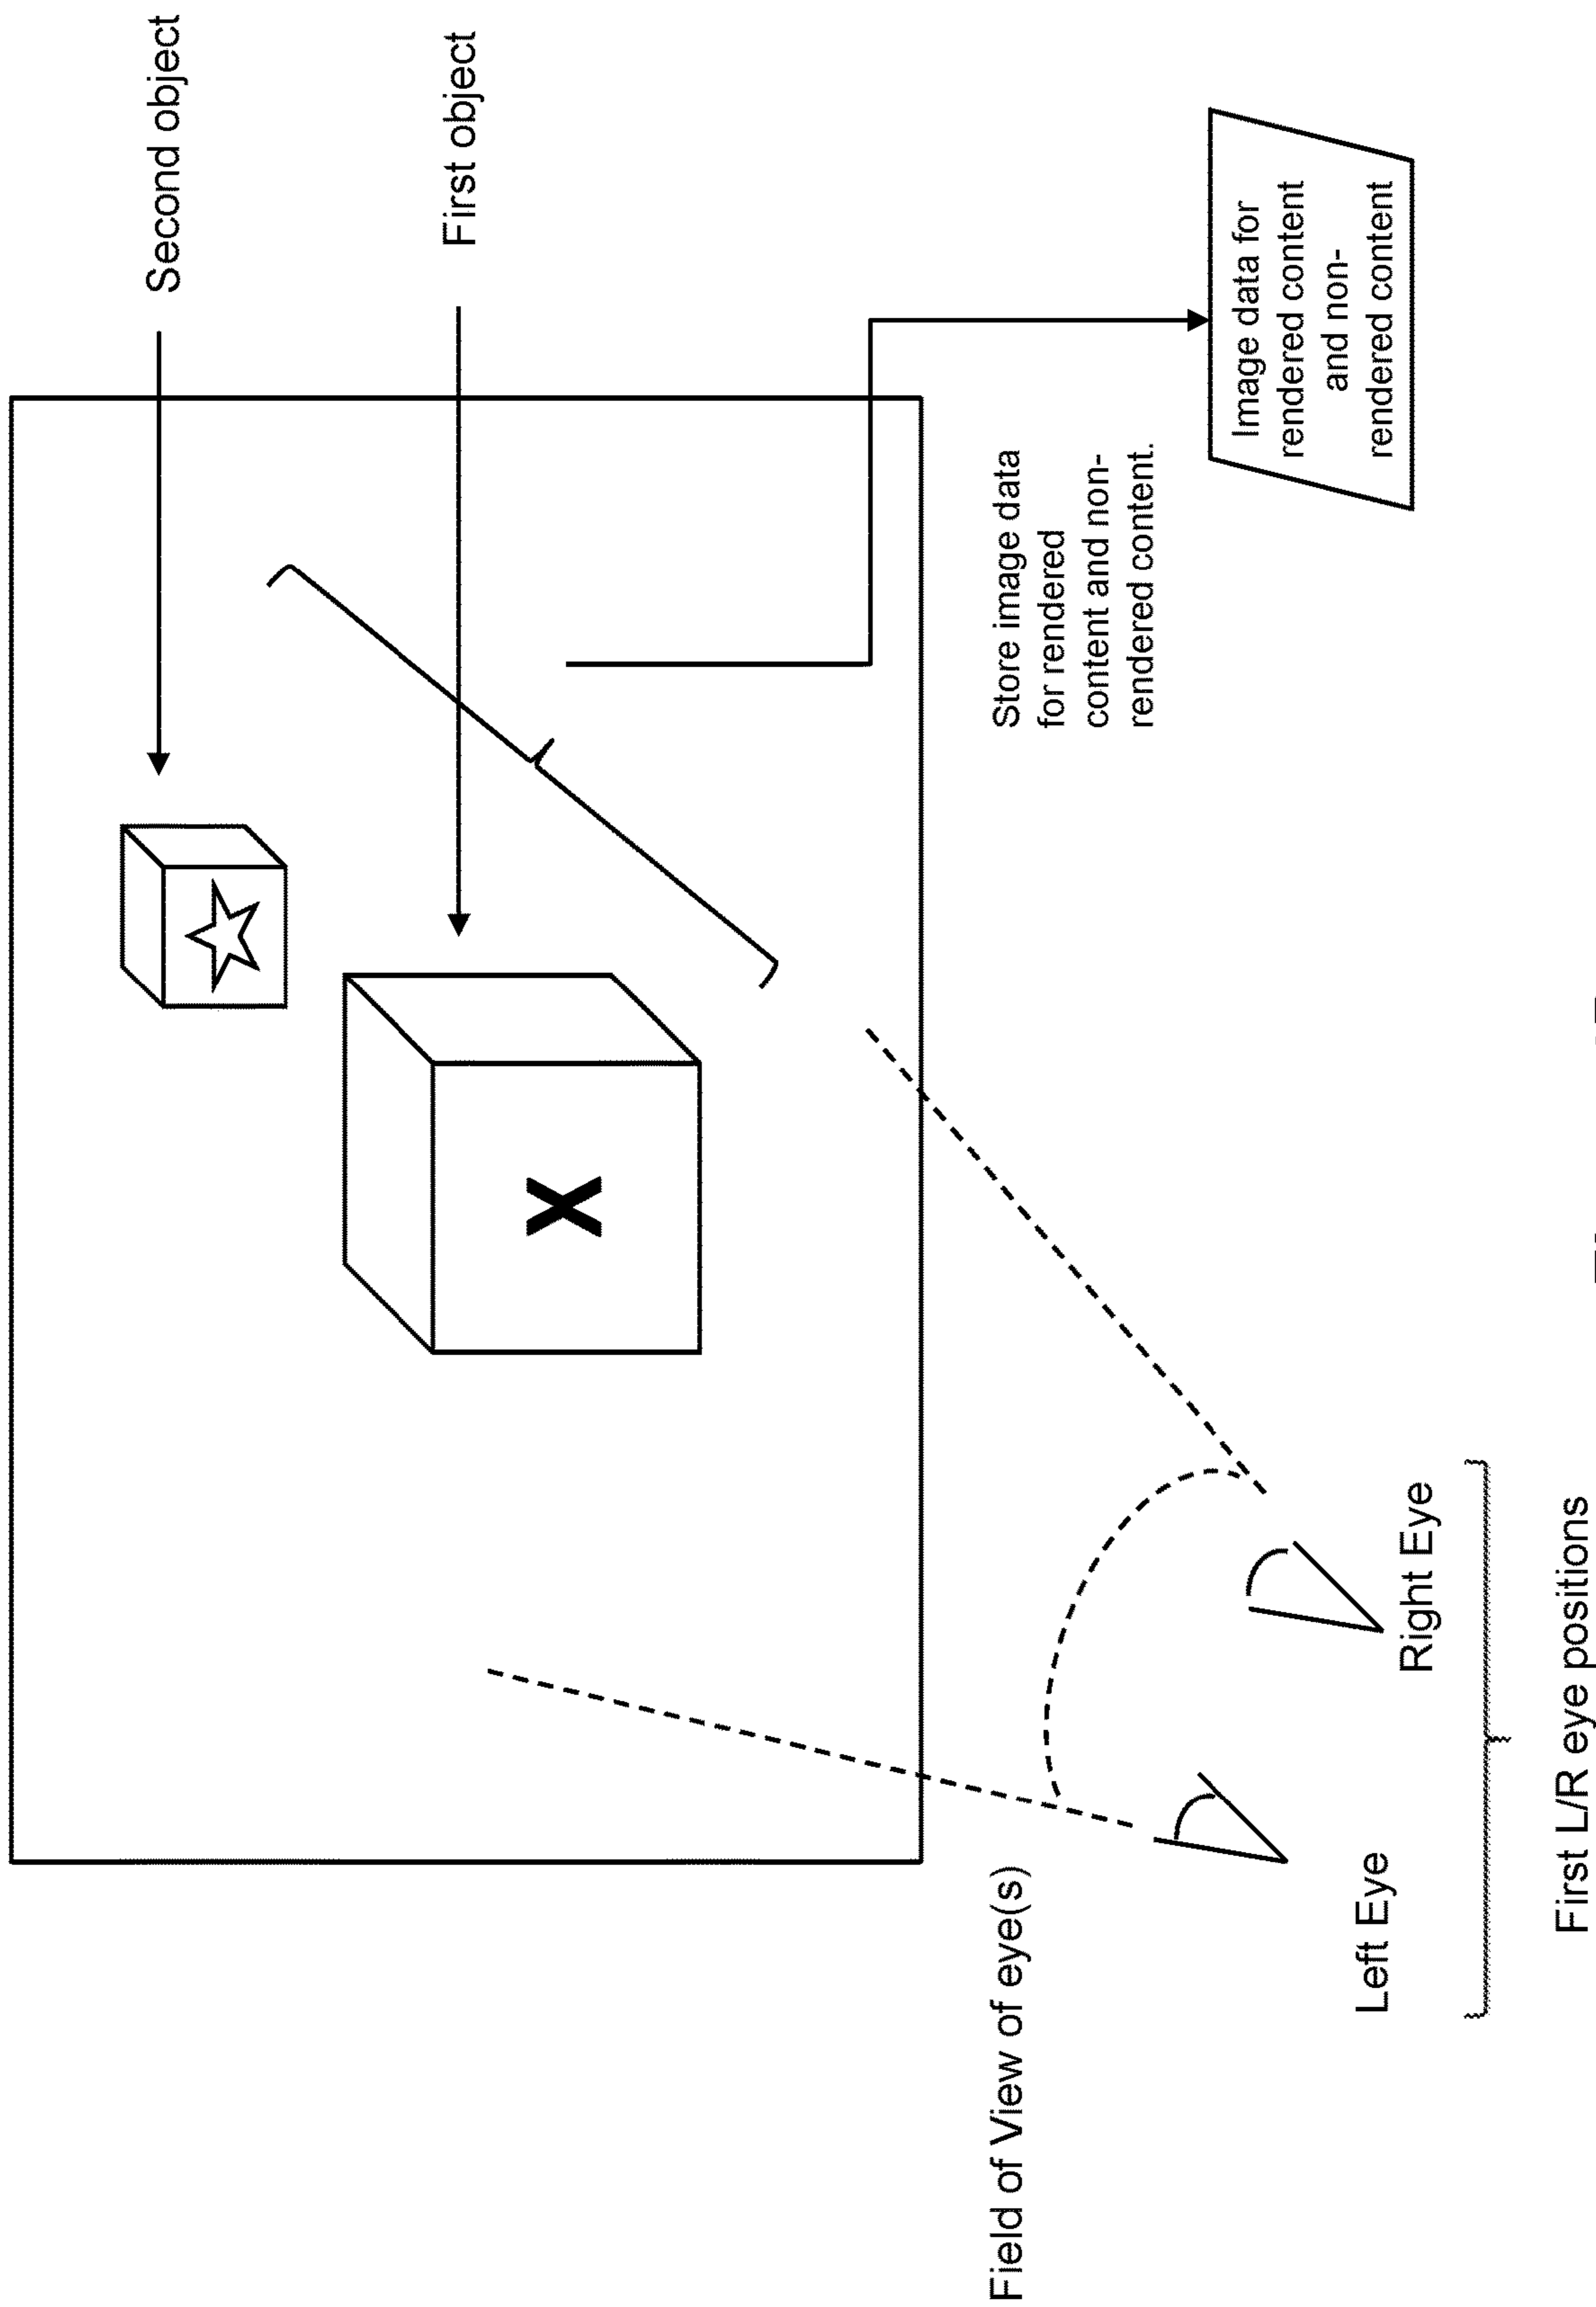 Second object
First object
X
Store image data
for rendered
content and non-
rendered content.
Image data for
rendered content
and non-
rendered content
Field of View of eye(s)
Left Eye
Right Eye
First L/R eye positions